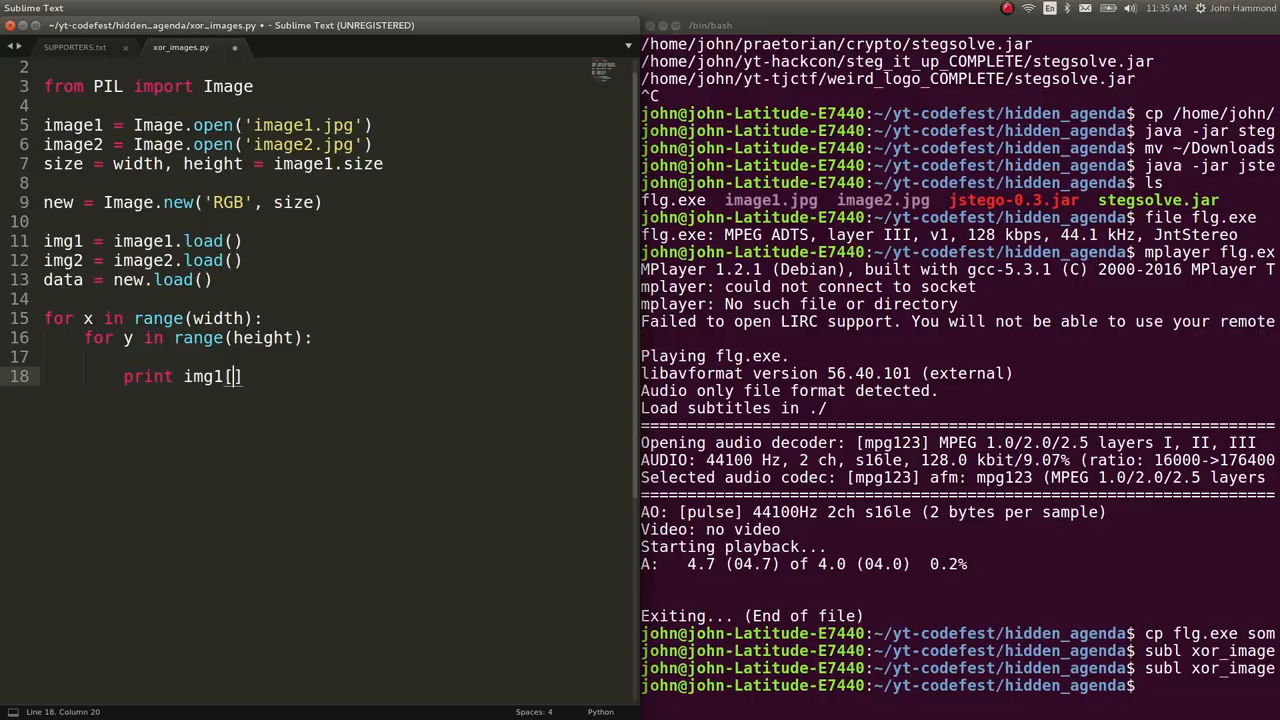 Sublime Text
En
11:35 AM
John Hammond
~/yt-codefest/hidden_agenda/xor_images.py • - Sublime Text (UNREGISTERED)
/bin/bash
SUPPORTERS.txt
xor_images.py
2
3 from PIL import Image
4
5 image1 = Image.open('image1.jpg')
6 image2 = Image.open('image2.jpg')
7 size = width, height = image1.size
8
9 new = Image.new('RGB', size)
10
11 img1 = image1.load()
12 img2 = image2.load()
13 data = new.load()
14
15 for x in range(width):
16 for y in range(height):
17
18 print img1[]
Line 18, Column 20
Spaces: 4
Python
/home/john/praetorian/crypto/stegsolve.jar
/home/john/yt-hackcon/steg_it_up_COMPLETE/stegsolve.jar
/home/john/yt-tjctf/weird_logo_COMPLETE/stegsolve.jar
^C
john@john-Latitude-E7440:~/yt-codefest/hidden_agenda$ cp /home/john/
john@john-Latitude-E7440:~/yt-codefest/hidden_agenda$ java -jar steg
john@john-Latitude-E7440:~/yt-codefest/hidden_agenda$ mv ~/Downloads
john@john-Latitude-E7440:~/yt-codefest/hidden_agenda$ java -jar jste
john@john-Latitude-E7440:~/yt-codefest/hidden_agenda$ ls
flg.exe image1.jpg image2.jpg jstego-0.3.jar stegsolve.jar
john@john-Latitude-E7440:~/yt-codefest/hidden_agenda$ file flg.exe
flg.exe: MPEG ADTS, layer III, v1, 128 kbps, 44.1 kHz, JntStereo
john@john-Latitude-E7440:~/yt-codefest/hidden_agenda$ mplayer flg.ex
MPlayer 1.2.1 (Debian), built with gcc-5.3.1 (C) 2000-2016 MPlayer T
mplayer: could not connect to socket
mplayer: No such file or directory
Failed to open LIRC support. You will not be able to use your remote
Playing flg.exe.
libavformat version 56.40.101 (external)
Audio only file format detected.
Load subtitles in ./
==========================================================================
Opening audio decoder: [mpg123] MPEG 1.0/2.0/2.5 layers I, II, III
AUDIO: 44100 Hz, 2 ch, s16le, 128.0 kbit/9.07% (ratio: 16000->176400
Selected audio codec: [mpg123] afm: mpg123 (MPEG 1.0/2.0/2.5 layers
==========================================================================
AO: [pulse] 44100Hz 2ch s16le (2 bytes per sample)
Video: no video
Starting playback...
A: 4.7 (04.7) of 4.0 (04.0) 0.2%
Exiting... (End of file)
john@john-Latitude-E7440:~/yt-codefest/hidden_agenda$ cp flg.exe som
john@john-Latitude-E7440:~/yt-codefest/hidden_agenda$ subl xor_image
john@john-Latitude-E7440:~/yt-codefest/hidden_agenda$ subl xor_image
john@john-Latitude-E7440:~/yt-codefest/hidden_agenda$